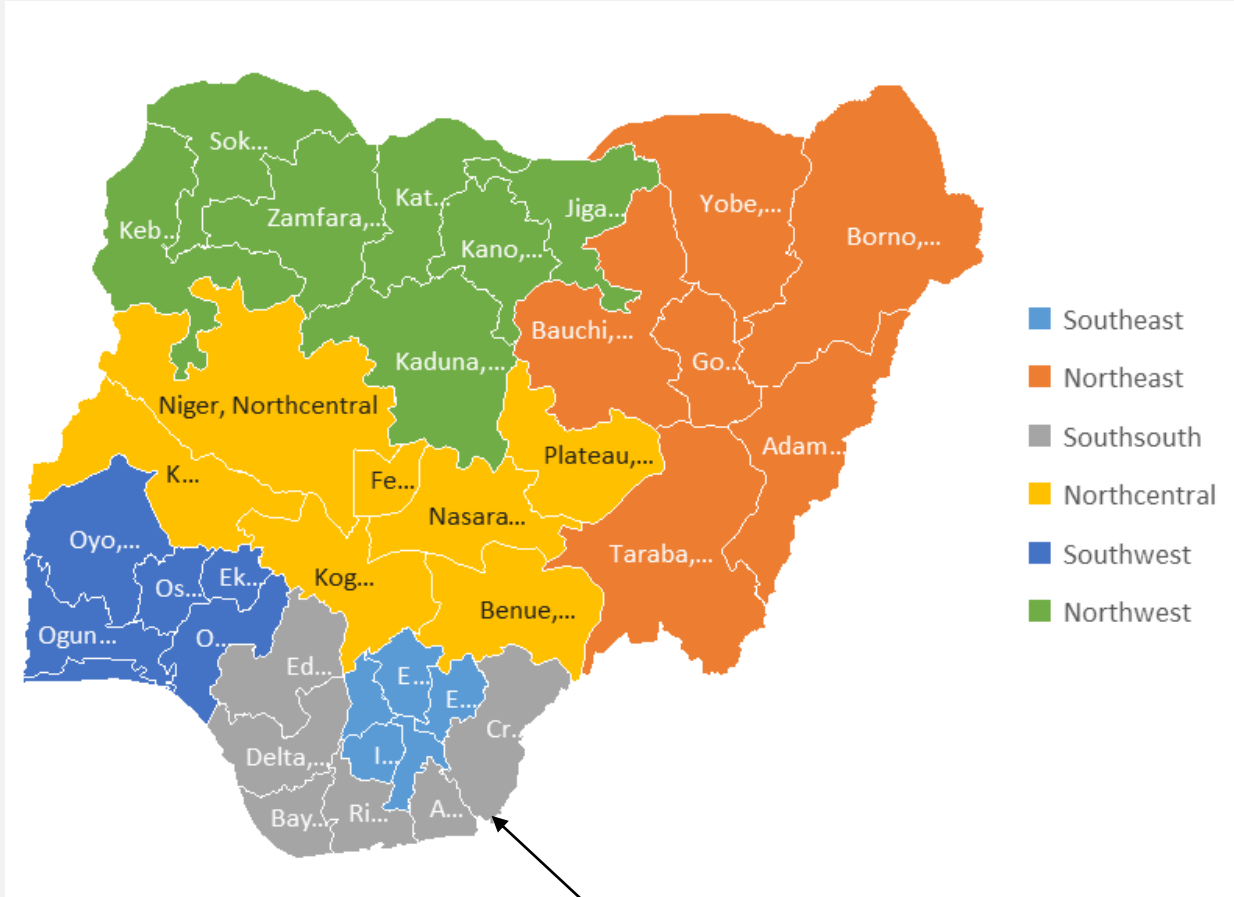 Sok...
Kat...
Jiga...
Yobe,...
Zamfara,...
Keb...
Borno,...
Kano,...
Bauchi,...
Kaduna,...
Go...
Niger, Northcentral
Adam...
Plateau,...
K...
Fe...
Nasara...
Oyo,...
Taraba,...
Kog...
Os...
Ek...
Benue,...
Ogun...
O...
Ed...
E...
E...
Cr...
Delta,...
I...
Bay...
Ri...
A...
Southeast
Northeast
Southsouth
Northcentral
Southwest
Northwest